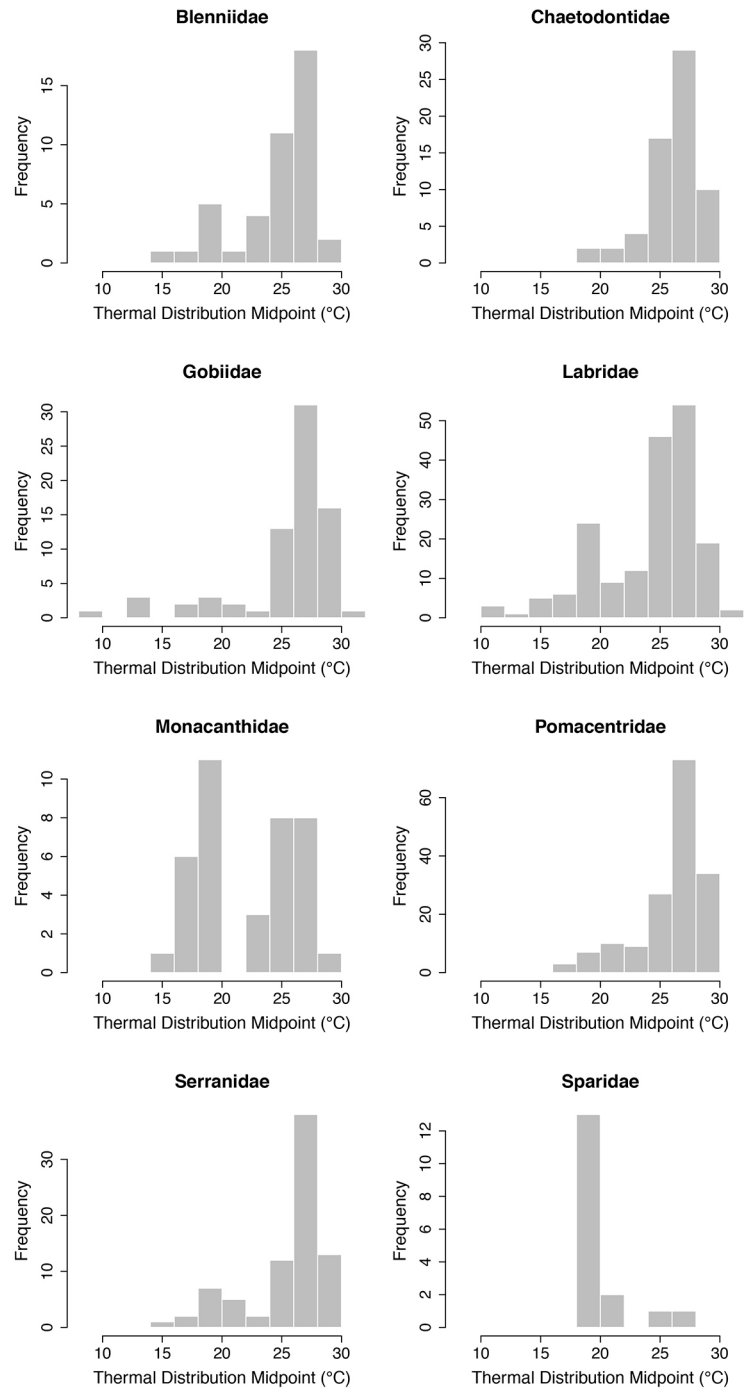 Blenniidae
Chaetodontidae
Frequency
0 5 10 15
10 15 20 25 30
Thermal Distribution Midpoint (°C)
Frequency
0 5 10 15 20 25 30
10 15 20 25 30
Thermal Distribution Midpoint (°C)
Gobiidae
Labridae
Frequency
0 5 10 15 20 25 30
10 15 20 25 30
Thermal Distribution Midpoint (°C)
Frequency
0 10 20 30 40 50
10 15 20 25 30
Thermal Distribution Midpoint (°C)
Monacanthidae
Pomacentridae
Frequency
0 2 4 6 8 10
10 15 20 25 30
Thermal Distribution Midpoint (°C)
Frequency
0 20 40 60
10 15 20 25 30
Thermal Distribution Midpoint (°C)
Serranidae
Sparidae
Frequency
0 10 20 30
10 15 20 25 30
Thermal Distribution Midpoint (°C)
Frequency
0 2 4 6 8 10 12
10 15 20 25 30
Thermal Distribution Midpoint (°C)